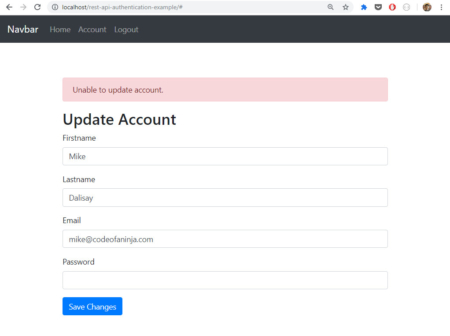 localhost/rest-api-authentication-example/#
Navbar Home Account Logout
Unable to update account.
Update Account
Firstname
Mike
Lastname
Dalisay
Email
mike@codeofaninja.com
Password
Save Changes